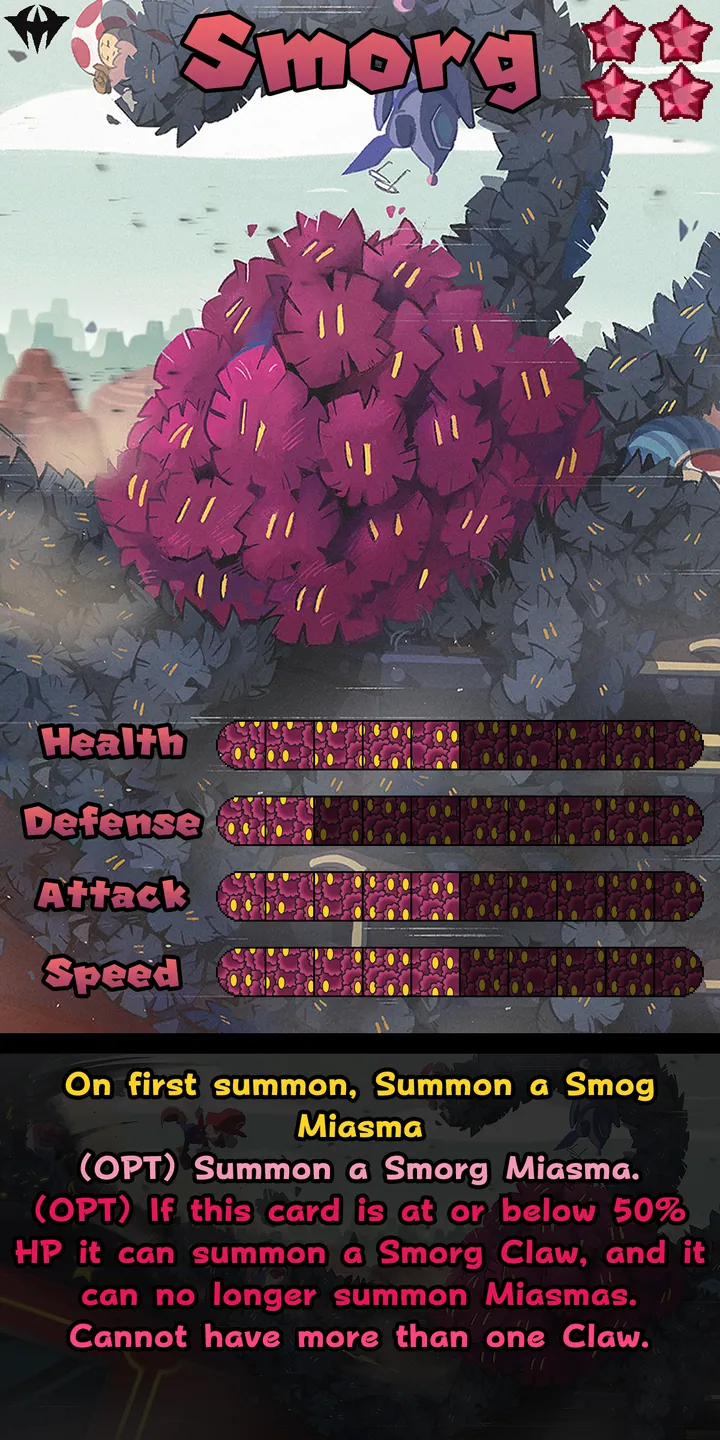 Smorg
Health
Defense
Attack
Speed
On first summon, Summon a Smog
Miasma
(OPT) Summon a Smorg Miasma.
(OPT) If this card is at or below 50%
HP it can summon a Smorg Claw, and it
can no longer summon Miasmas.
Cannot have more than one Claw.